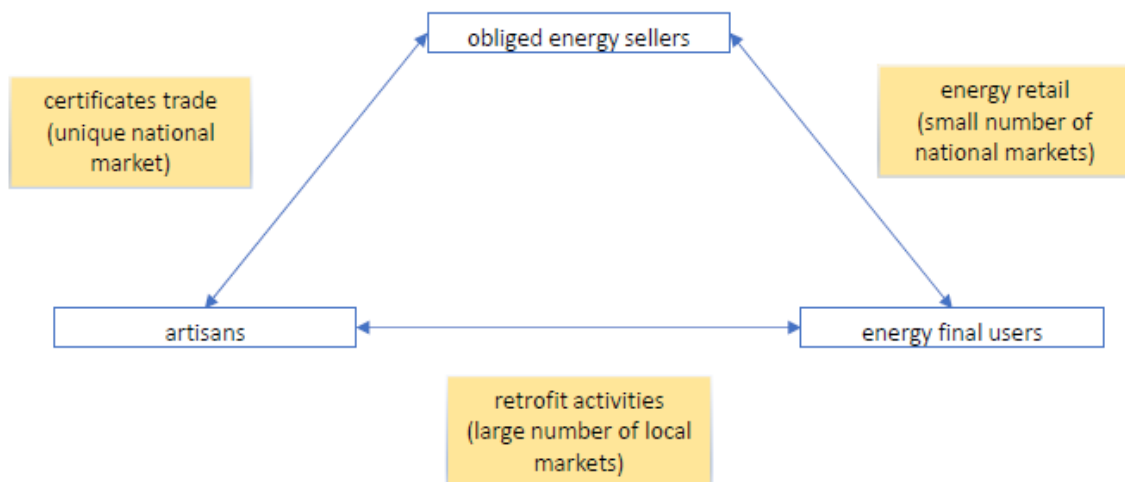 obliged energy sellers
certificates trade
(unique national
market)
energy retail
(small number of
national markets)
artisans
energy final users
retrofit activities
(large number of local
markets)